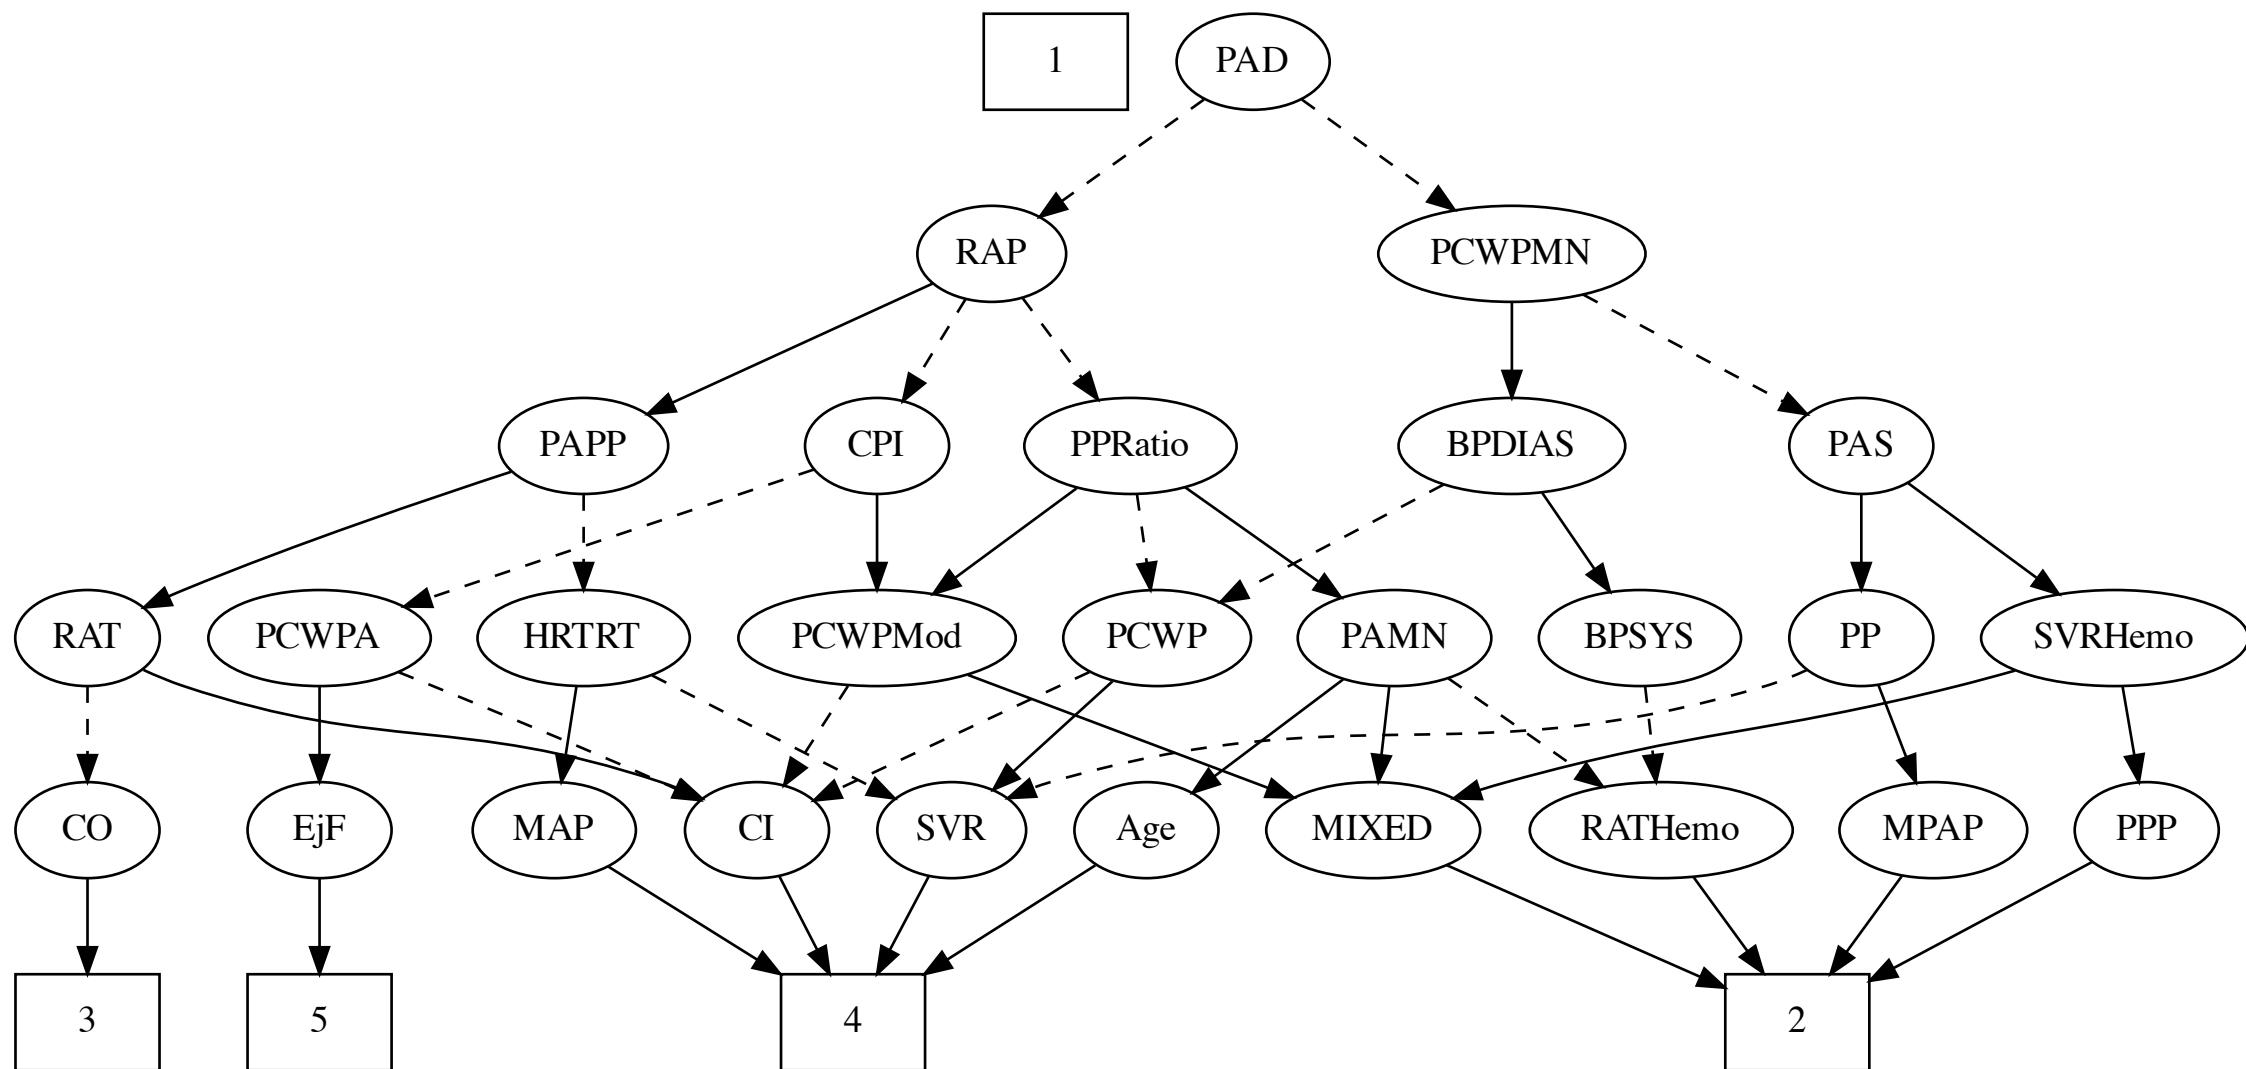 1
PAD
RAP
PCWPMN
PAPP
CPI
PPRatio
BPDIAS
PAS
RAT
PCWPA
HRTRT
PCWPMod
PCWP
PAMN
BPSYS
PP
SVRHemo
CO
EjF
MAP
CI
SVR
Age
MIXED
RATHemo
MPAP
PPP
3
5
4
2